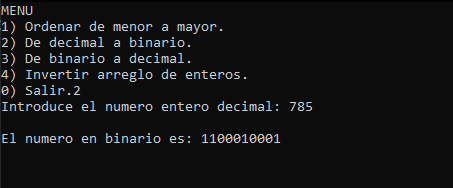 MENU
1) Ordenar de menor a mayor.
2) De decimal a binario.
3) De binario a decimal.
4) Invertir arreglo de enteros.
0) Salir.2
Introduce el numero entero decimal: 785
El numero en binario es: 1100010001